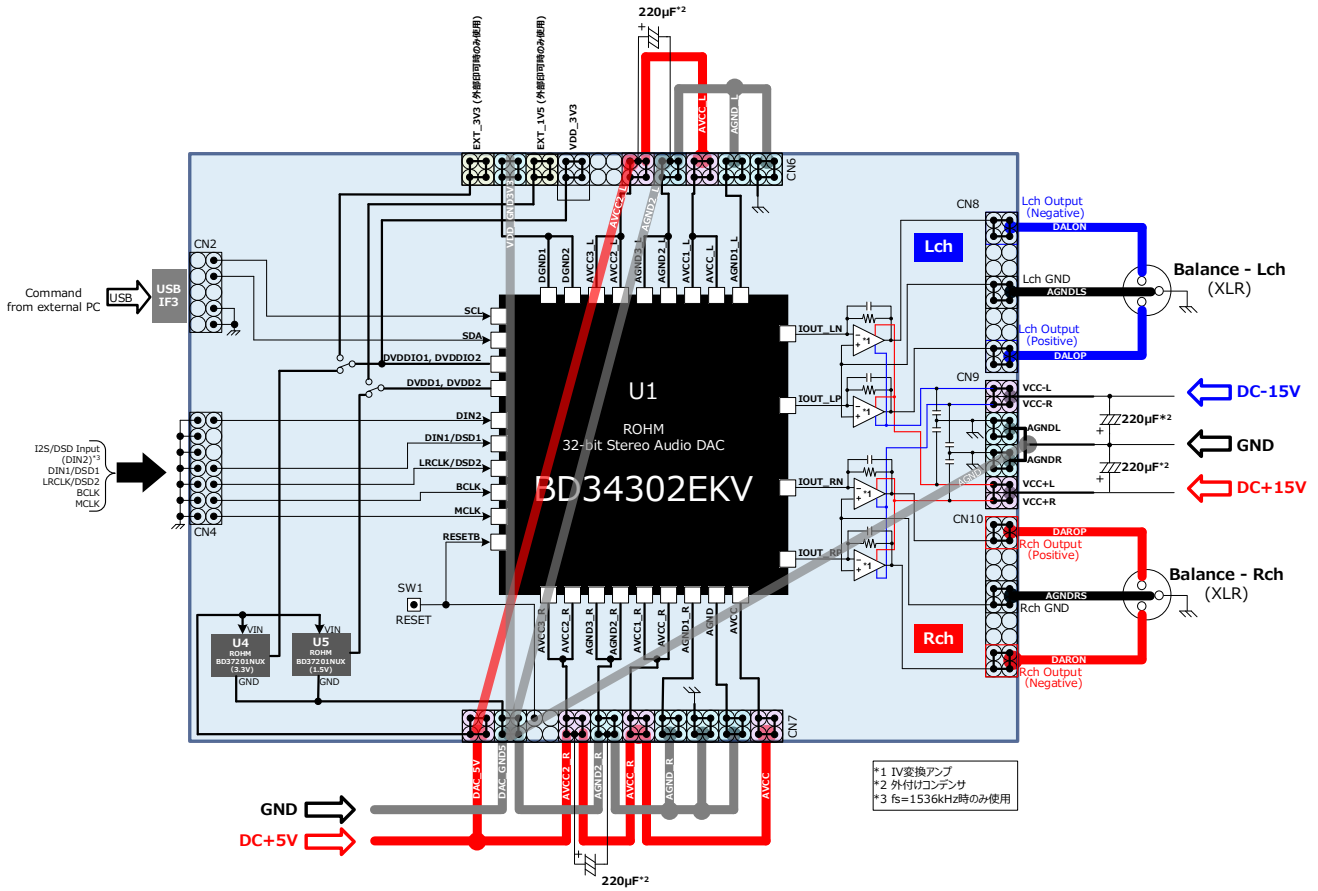 220µF*2
EXT_3V3 (外部印可時のみ使用)
EXT_1V5 (外部印可時のみ使用)
VDD_3V3
AVCC_L
AGND_L
CN6
VDD_GND3V3
AVCC2_L
AGND2_L
CN2
USB
IF3
Command
from external PC
USB
DGND1
DGND2
AVCC3_L
AVCC2_L
AGND3_L
AGND2_L
AVCC1_L
AVCC_L
AGND1_L
SCL
SDA
DVDDIO1, DVDDIO2
DVDD1, DVDD2
DIN2
DIN1/DSD1
LRCLK/DSD2
BCLK
MCLK
RESETB
U1
ROHM
32-bit Stereo Audio DAC
BD34302EKV
IOUT_LN
IOUT_LP
IOUT_RN
IOUT_RP
*1
*1
*1
*1
Lch
Rch
CN8
Lch Output
(Negative)
DALON
Lch GND
AGNDLS
Lch Output
(Positive)
DALOP
Balance - Lch
(XLR)
CN9
VCC-L
VCC-R
AGNDL
AGNDR
AGND
VCC+L
VCC+R
220µF*2
220µF*2
DC-15V
GND
DC+15V
CN10
DAROP
Rch Output
(Positive)
AGNDRS
Rch GND
DARON
Rch Output
(Negative)
Balance - Rch
(XLR)
I2S/DSD Input
(DIN2)*3
DIN1/DSD1
LRCLK/DSD2
BCLK
MCLK
CN4
SW1
RESET
VIN
U4
ROHM
BD37201NUX
(3.3V)
GND
VIN
U5
ROHM
BD37201NUX
(1.5V)
GND
AVCC3_R
AVCC2_R
AGND3_R
AGND2_R
AVCC1_R
AVCC_R
AGND1_R
AGND
AVCC
CN7
DAC_5V
DAC_GND5
AVCC2_R
AGND2_R
AVCC_R
AGND_R
AVCC
GND
DC+5V
220µF*2
*1 IV変換アンプ
*2 外付けコンデンサ
*3 fs=1536kHz時のみ使用